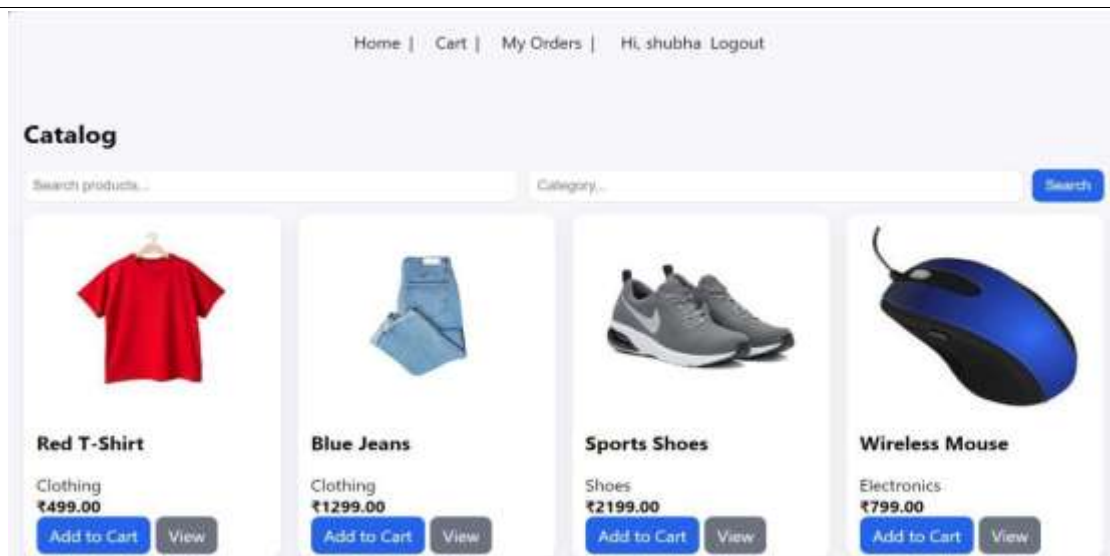 Home | Cart | My Orders | Hi, shubha Logout
Catalog
Search products... Category... Search
Red T-Shirt Blue Jeans Sports Shoes Wireless Mouse
Clothing Clothing Shoes Electronics
₹499.00 ₹1299.00 ₹2199.00 ₹799.00
Add to Cart View Add to Cart View Add to Cart View Add to Cart View